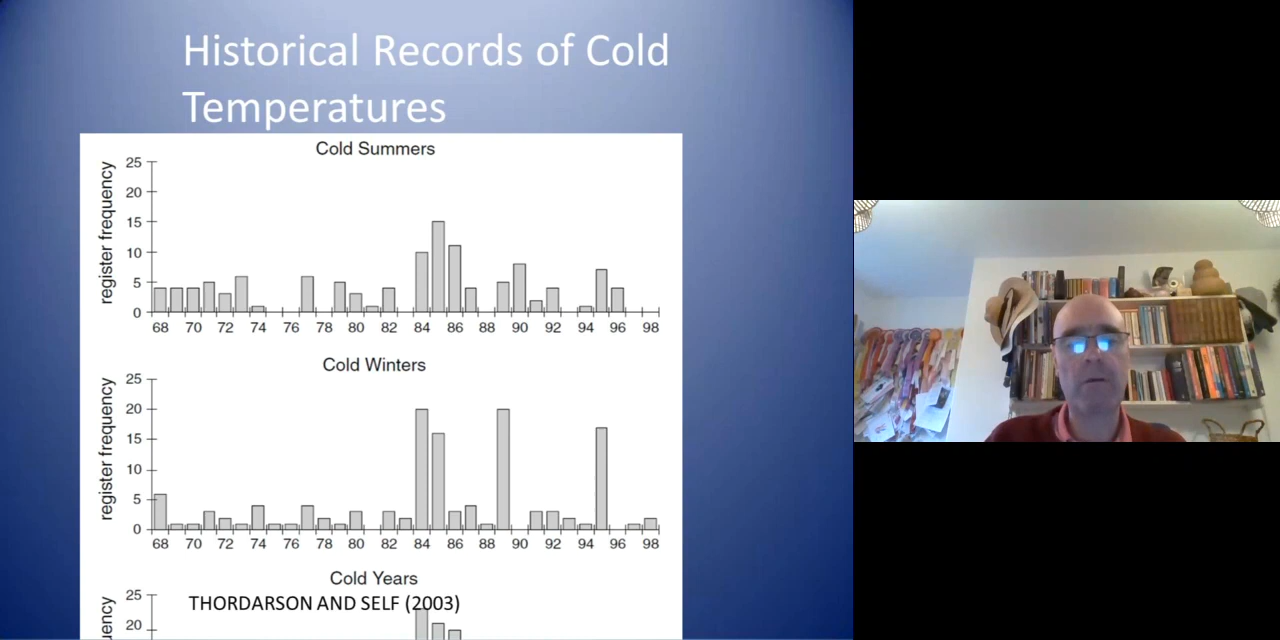 Historical Records of Cold
Temperatures
Cold Summers
register frequency
25
20
15
10
5
0
68 70 72 74 76 78 80 82 84 86 88 90 92 94 96 98
Cold Winters
register frequency
25
20
15
10
5
0
68 70 72 74 76 78 80 82 84 86 88 90 92 94 96 98
Cold Years
25
20
THORDARSON AND SELF (2003)